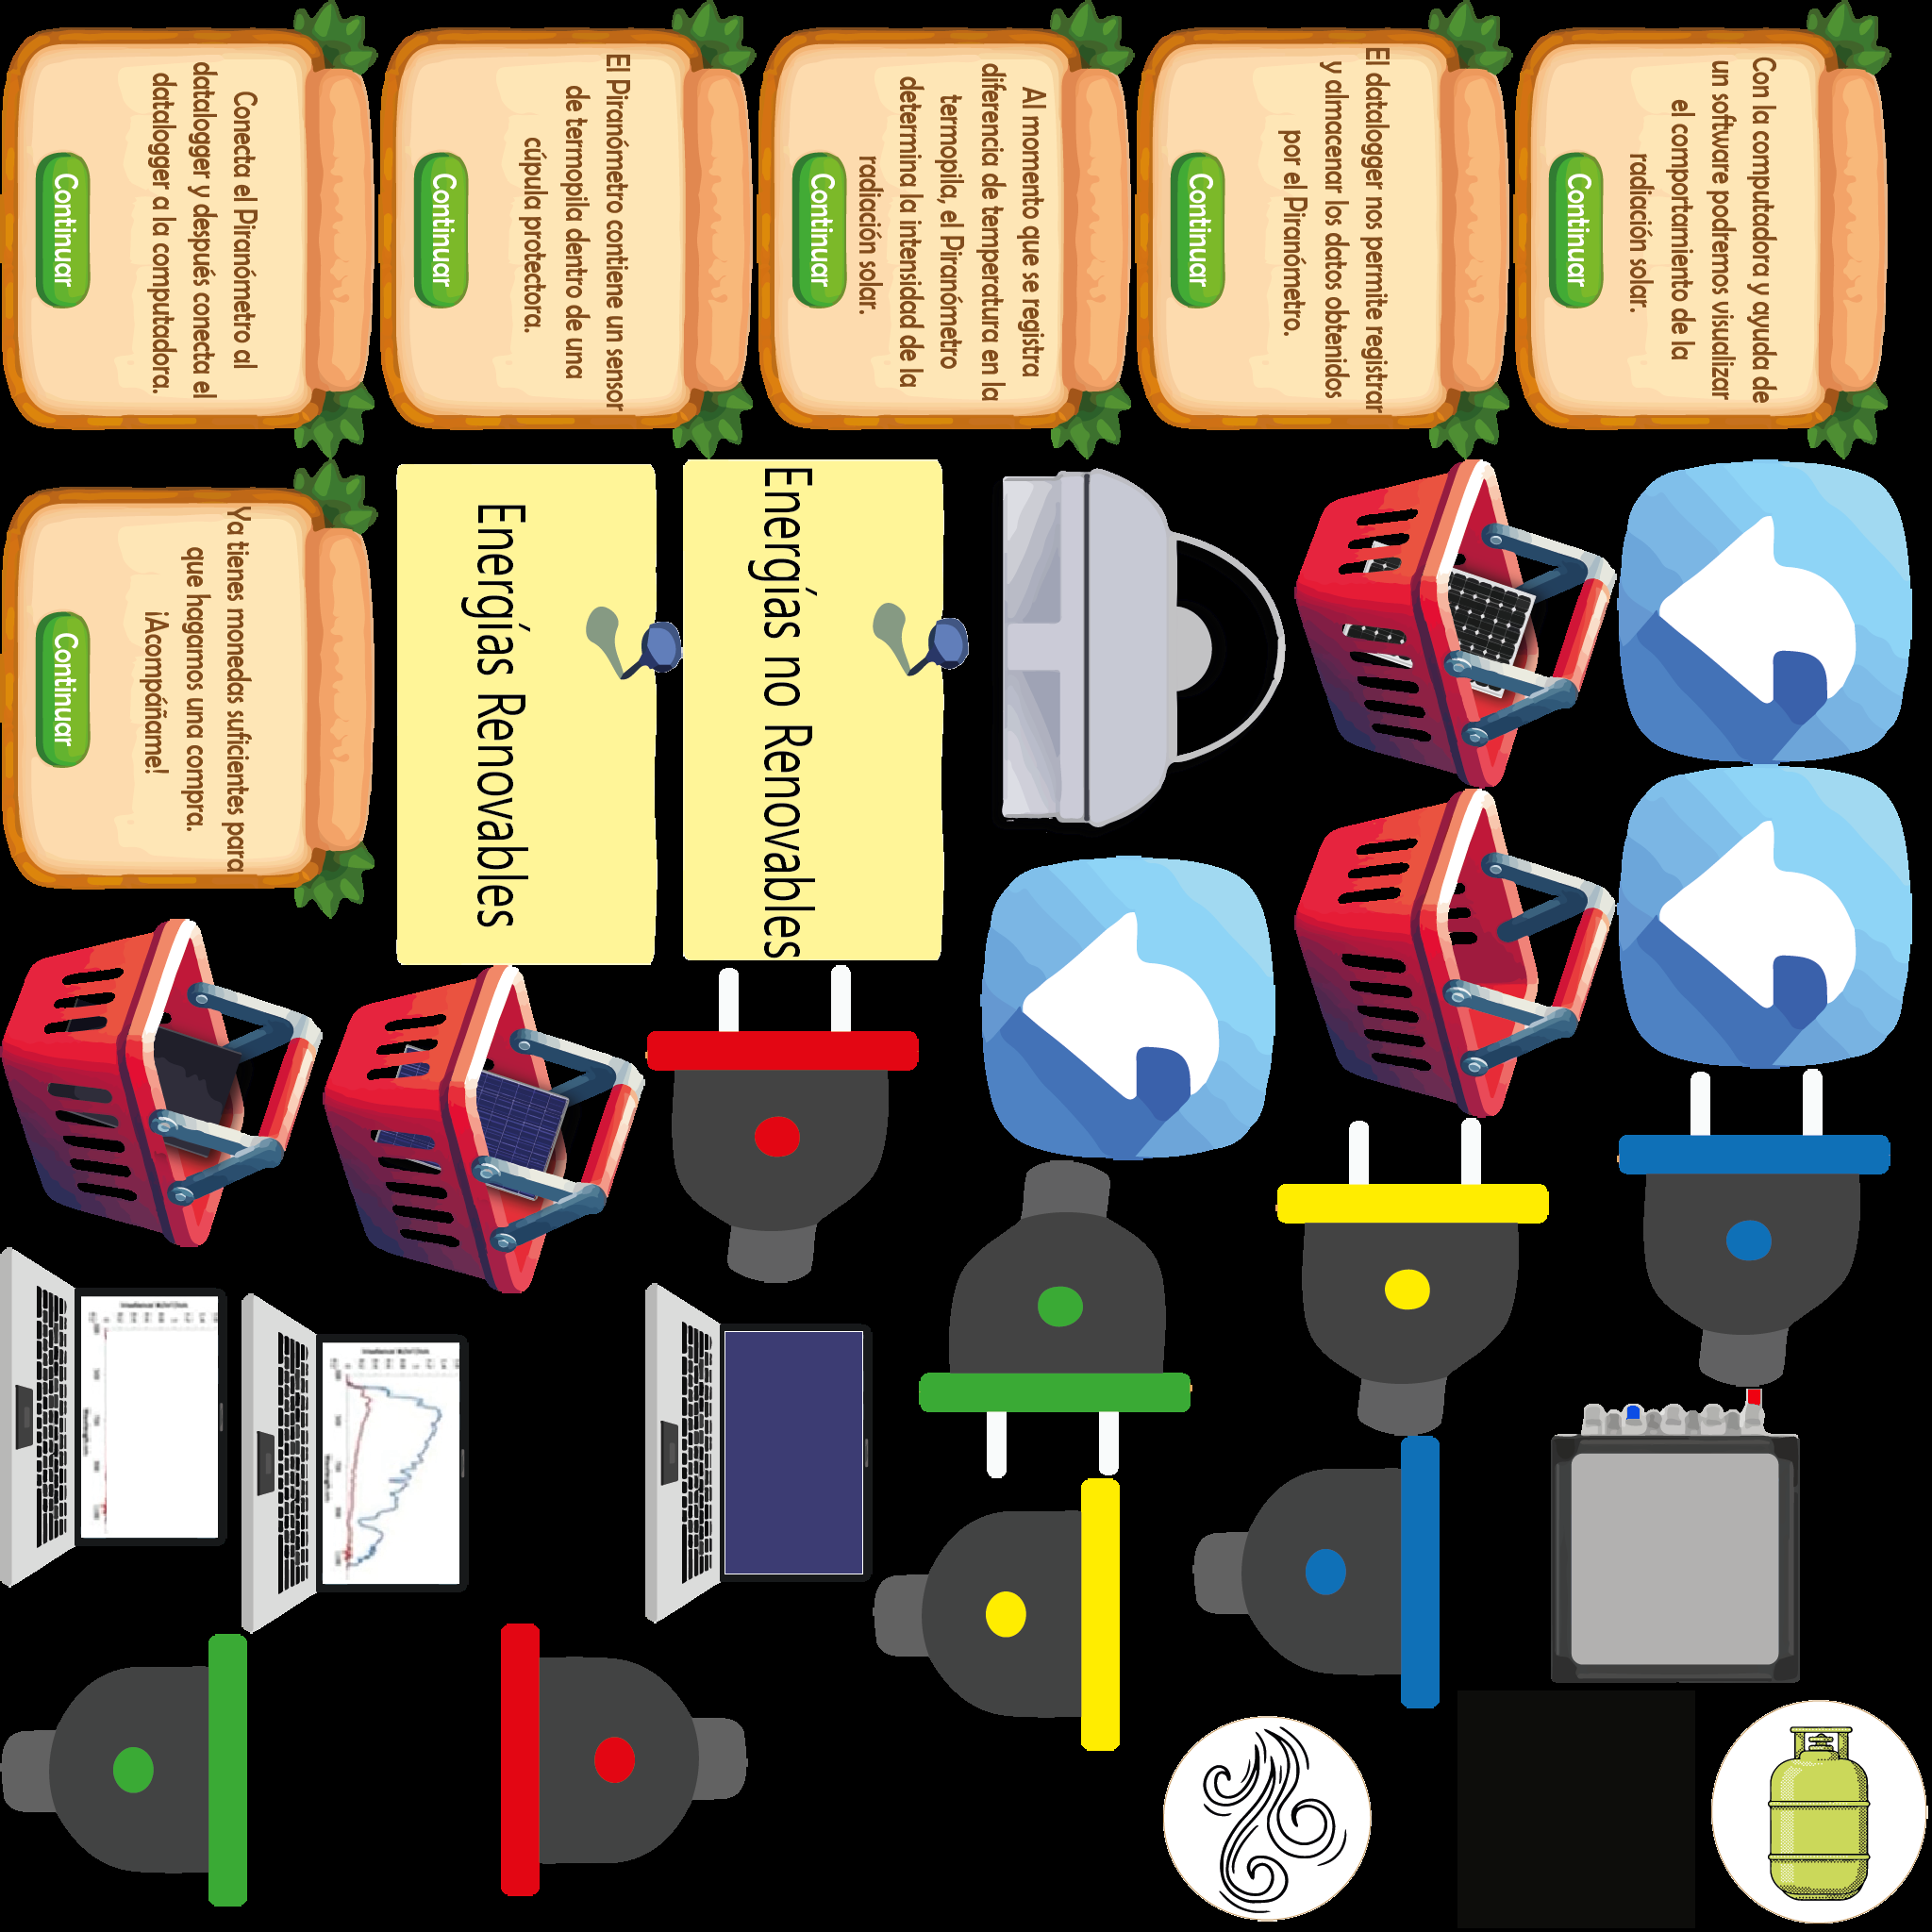 Conecta el Piranómetro al
datalogger y después conecta el
datalogger a la computadora.
Continuar
El Piranómetro contiene un sensor
de termopila dentro de una
cúpula protectora.
Continuar
Al momento que se registra
diferencia de temperatura en la
termopila, el Piranómetro
determina la intensidad de la
radiación solar.
Continuar
El datalogger nos permite registrar
y almacenar los datos obtenidos
por el Piranómetro.
Continuar
Con la computadora y ayuda de
un software podremos visualizar
el comportamiento de la
radiación solar.
Continuar
Ya tienes monedas suficientes para
que hagamos una compra.
¡Acompáñame!
Continuar
Energías Renovables
Energías no Renovables